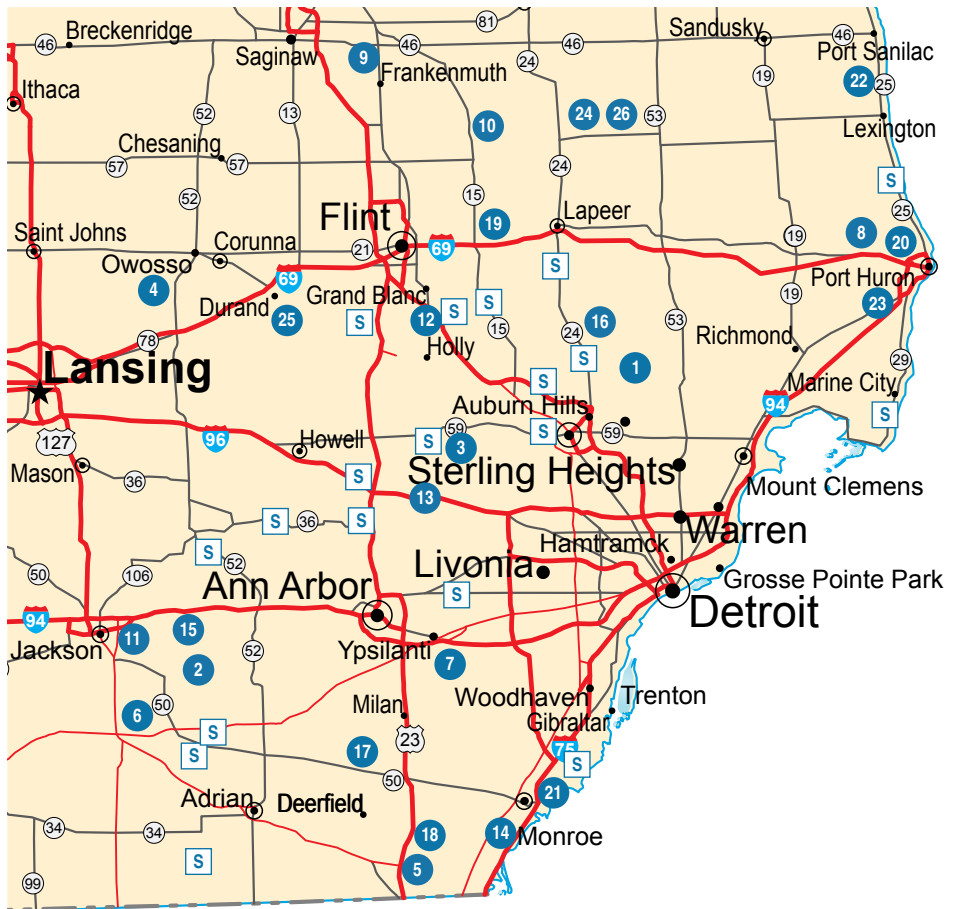 81
Sandusky
46
Breckenridge
46
46
46
Saginaw
9
Port Sanilac
24
Frankenmuth
19
22
25
Ithaca
52
13
10
24
26
53
Lexington
Chesaning
57
57
24
S
52
15
25
Flint
Lapeer
19
Saint Johns
Corunna
21
69
19
8
20
Owosso
69
S
Port Huron
4
Durand
Grand Blanc
S
19
23
25
S
12
S
15
24
16
53
Richmond
78
Holly
S
29
Lansing
1
S
Marine City
Auburn Hills
94
S
127
96
Howell
59
S
3
S
59
Mason
Sterling Heights
36
S
13
Mount Clemens
S
36
S
Warren
S
52
Hamtramck
50
106
Livonia
Grosse Pointe Park
Ann Arbor
S
Detroit
94
11
15
Jackson
52
Ypsilanti
7
2
Woodhaven
Trenton
6
50
Milan
Gibraltar
S
23
17
75
S
S
50
21
Adrian
Deerfield
34
34
18
14
Monroe
S
5
99